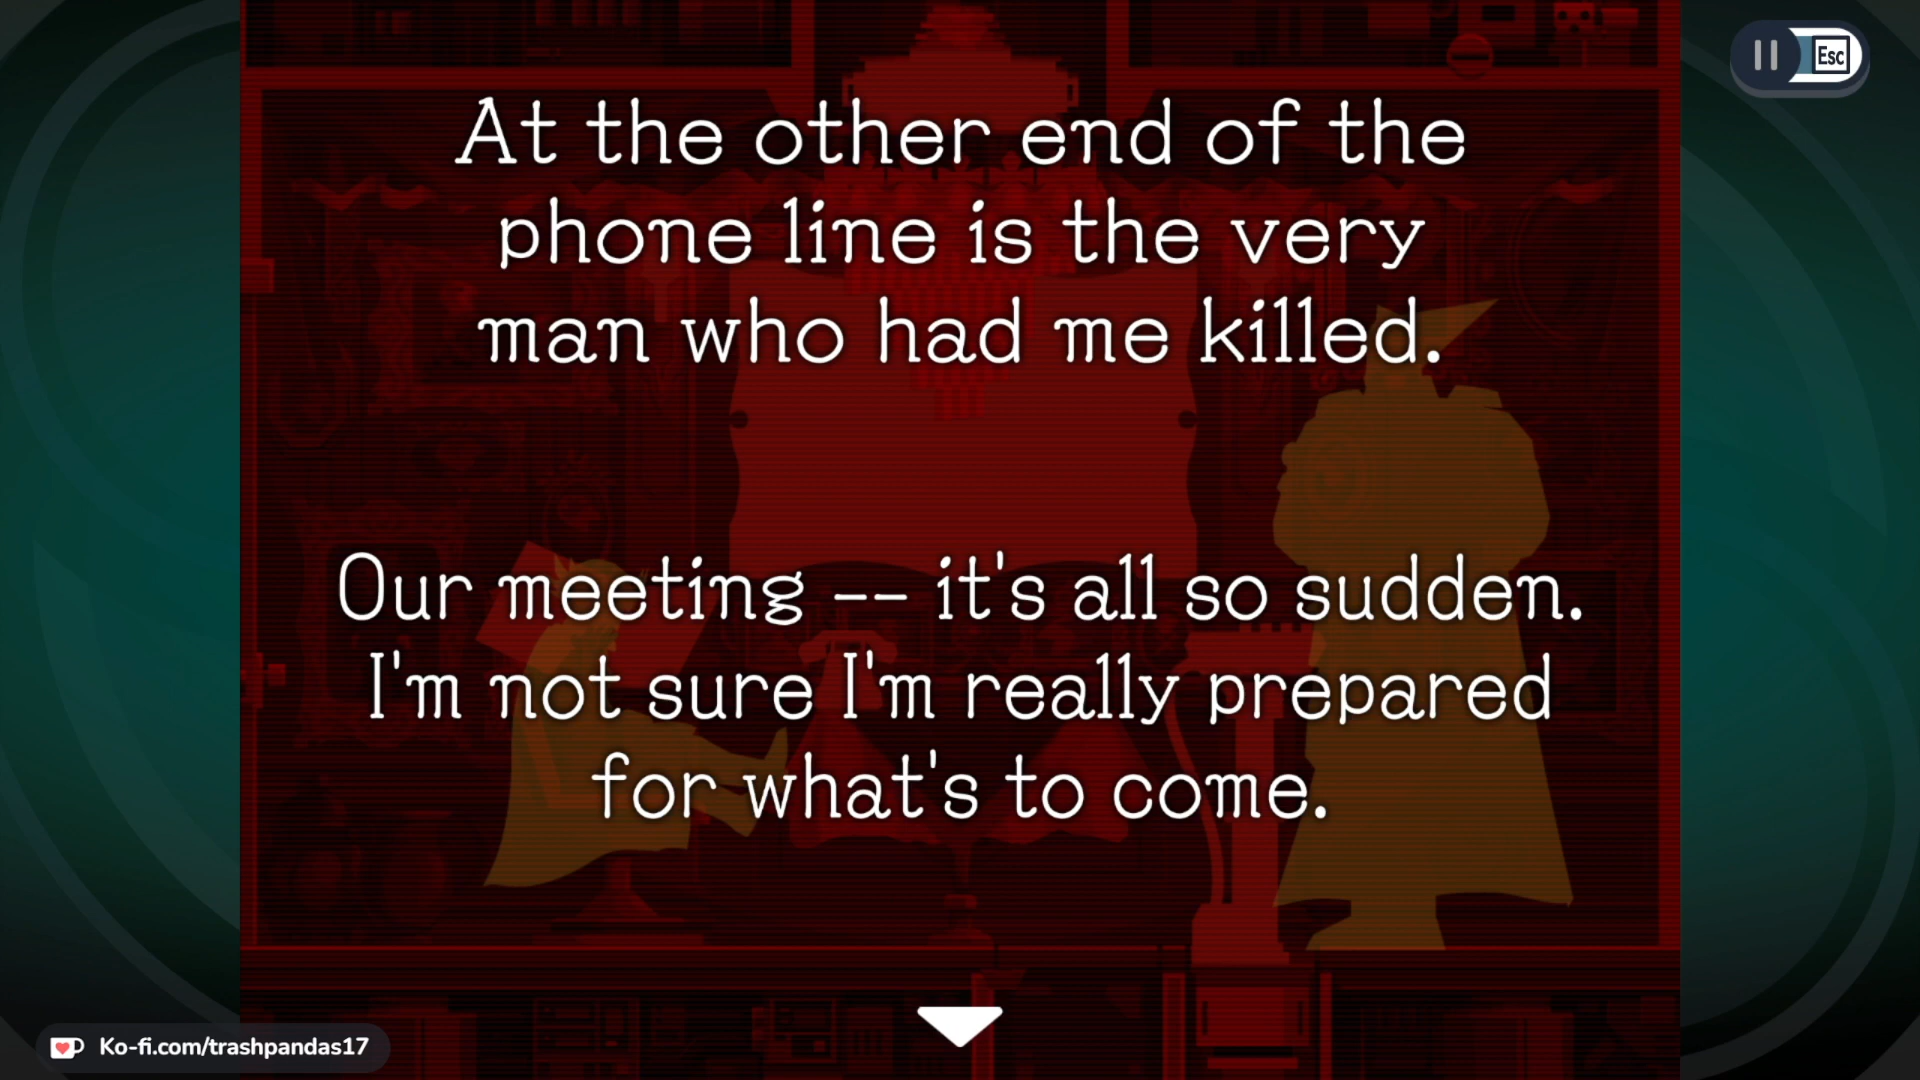 Esc
At the other end of the
phone line is the very
man who had me killed.
Our meeting -- it's all so sudden.
I'm not sure I'm really prepared
for what's to come.
Ko-fi.com/trashpandas17